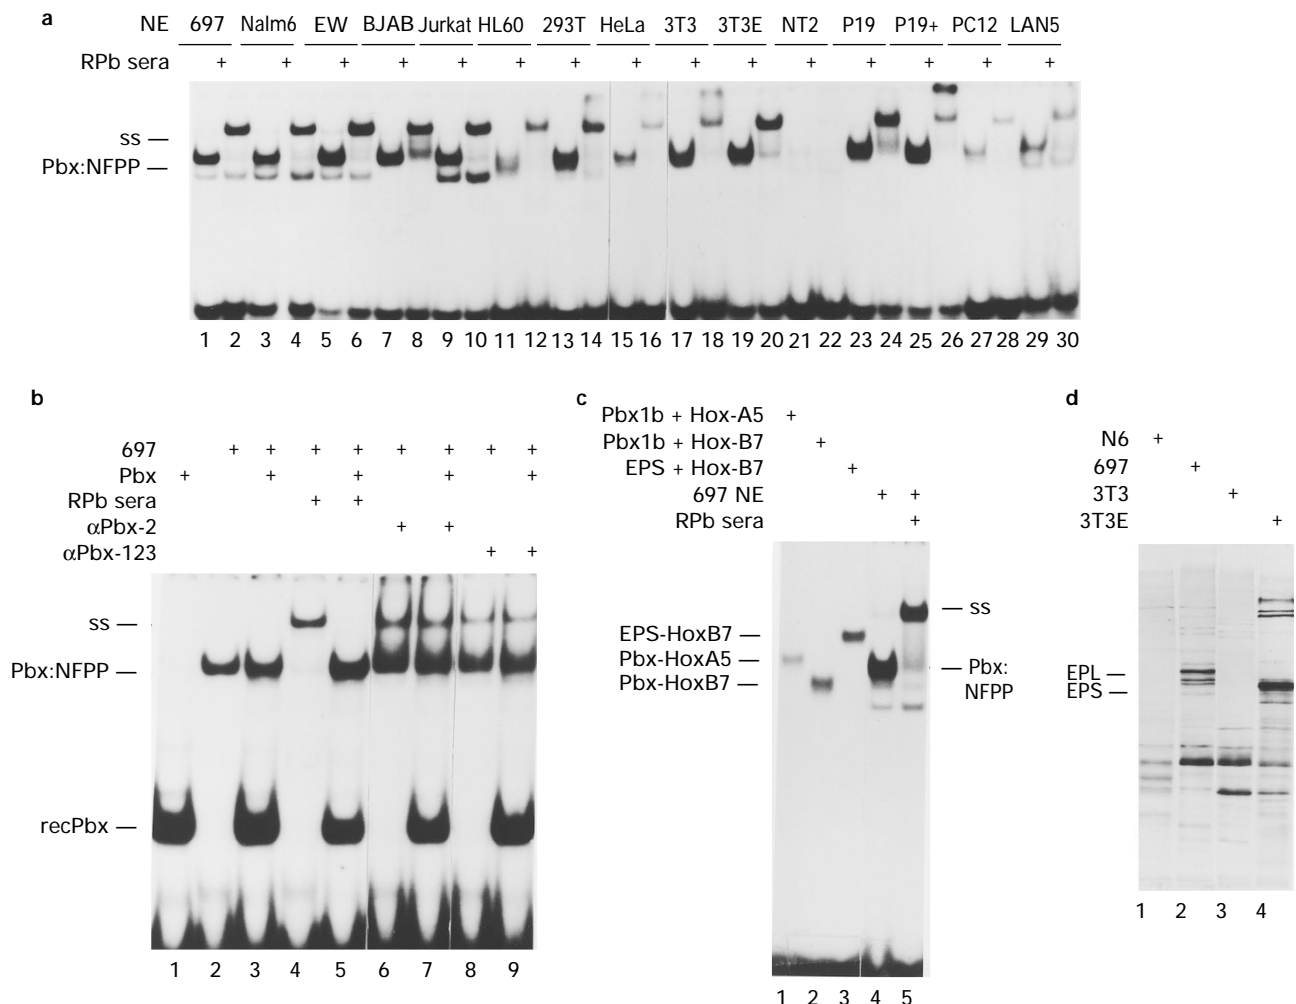 a
NE 697 Nalm6 EW BJAB Jurkat HL60 293T HeLa 3T3 3T3E NT2 P19 P19+ PC12 LAN5
RPb sera + + + + + + + + + + + + + + +
ss
Pbx:NFPP
1 2 3 4 5 6 7 8 9 10 11 12 13 14 15 16 17 18 19 20 21 22 23 24 25 26 27 28 29 30
b
697 + + + + + + + +
Pbx + + + + +
RPb sera + +
αPbx-2 + +
αPbx-123 + +
ss
Pbx:NFPP
recPbx
1 2 3 4 5 6 7 8 9
c
Pbx1b + Hox-A5 +
Pbx1b + Hox-B7 +
EPS + Hox-B7 +
697 NE + +
RPb sera +
ss
EPS-HoxB7
Pbx-HoxA5
Pbx-HoxB7
Pbx:
NFPP
1 2 3 4 5
d
N6 +
697 +
3T3 +
3T3E +
EPL
EPS
1 2 3 4